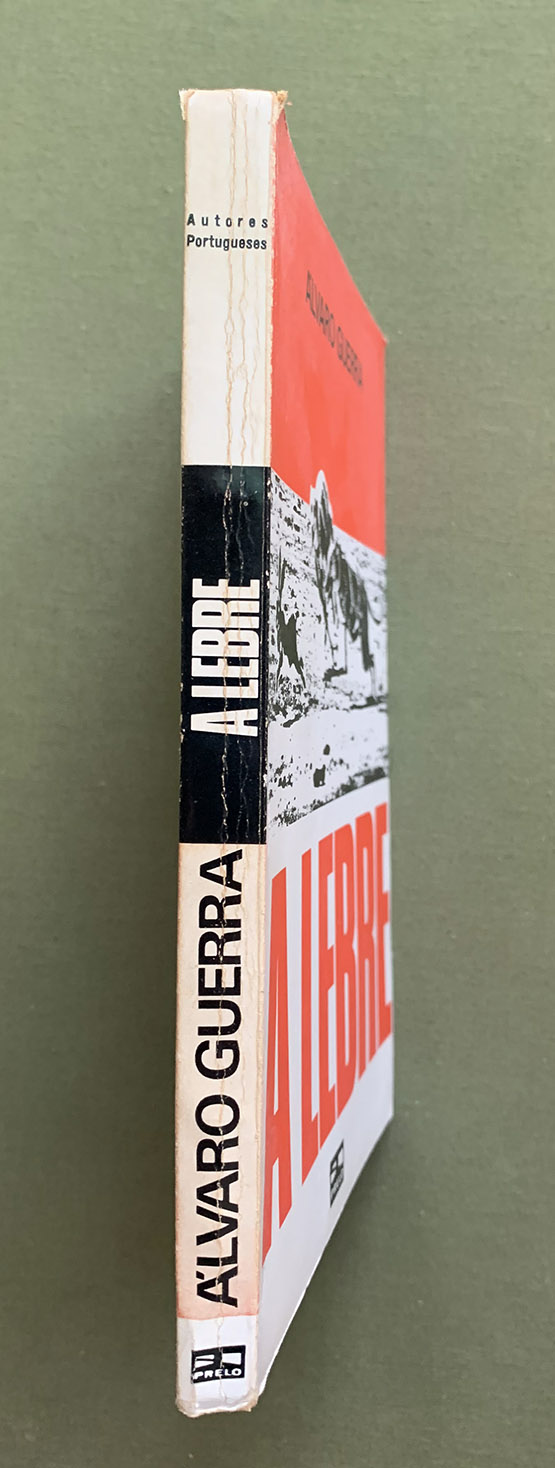 Autores
Portugueses
A LEBRE
ÁLVARO GUERRA
PRELO
ÁLVARO GUERRA
A LEBRE